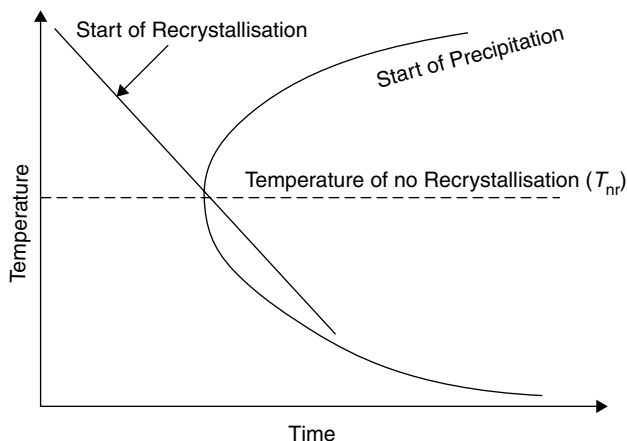 Start of Recrystallisation
Start of Precipitation
Temperature of no Recrystallisation (Tnr)
Temperature
Time